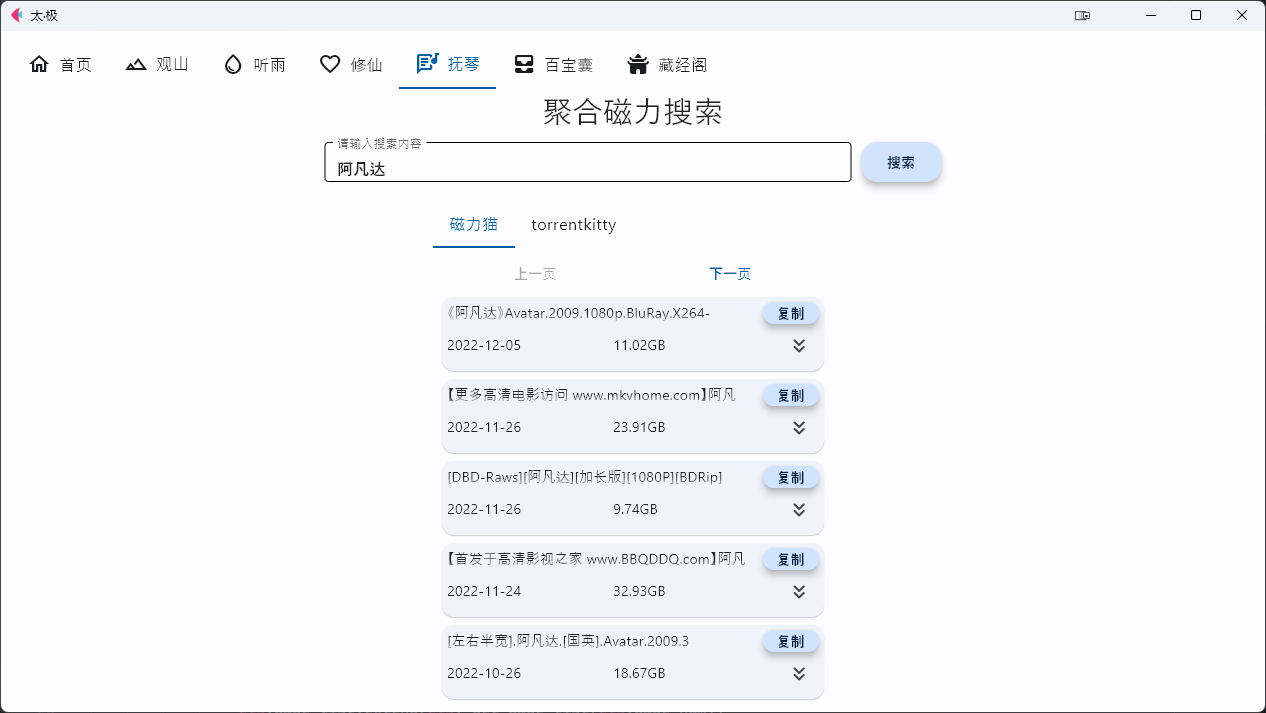 太·极
首页 观山 听雨 修仙 抚琴 百宝囊 藏经阁
聚合磁力搜索
请输入搜索内容
阿凡达 搜索
磁力猫 torrentkitty
上一页 下一页
《阿凡达》Avatar.2009.1080p.BluRay.X264- 复制
2022-12-05 11.02GB
【更多高清电影访问 www.mkvhome.com】阿凡 复制
2022-11-26 23.91GB
[DBD-Raws][阿凡达][加长版][1080P][BDRip] 复制
2022-11-26 9.74GB
【首发于高清影视之家 www.BBQDDQ.com】阿凡 复制
2022-11-24 32.93GB
[左右半宽].阿凡达.[国英].Avatar.2009.3 复制
2022-10-26 18.67GB